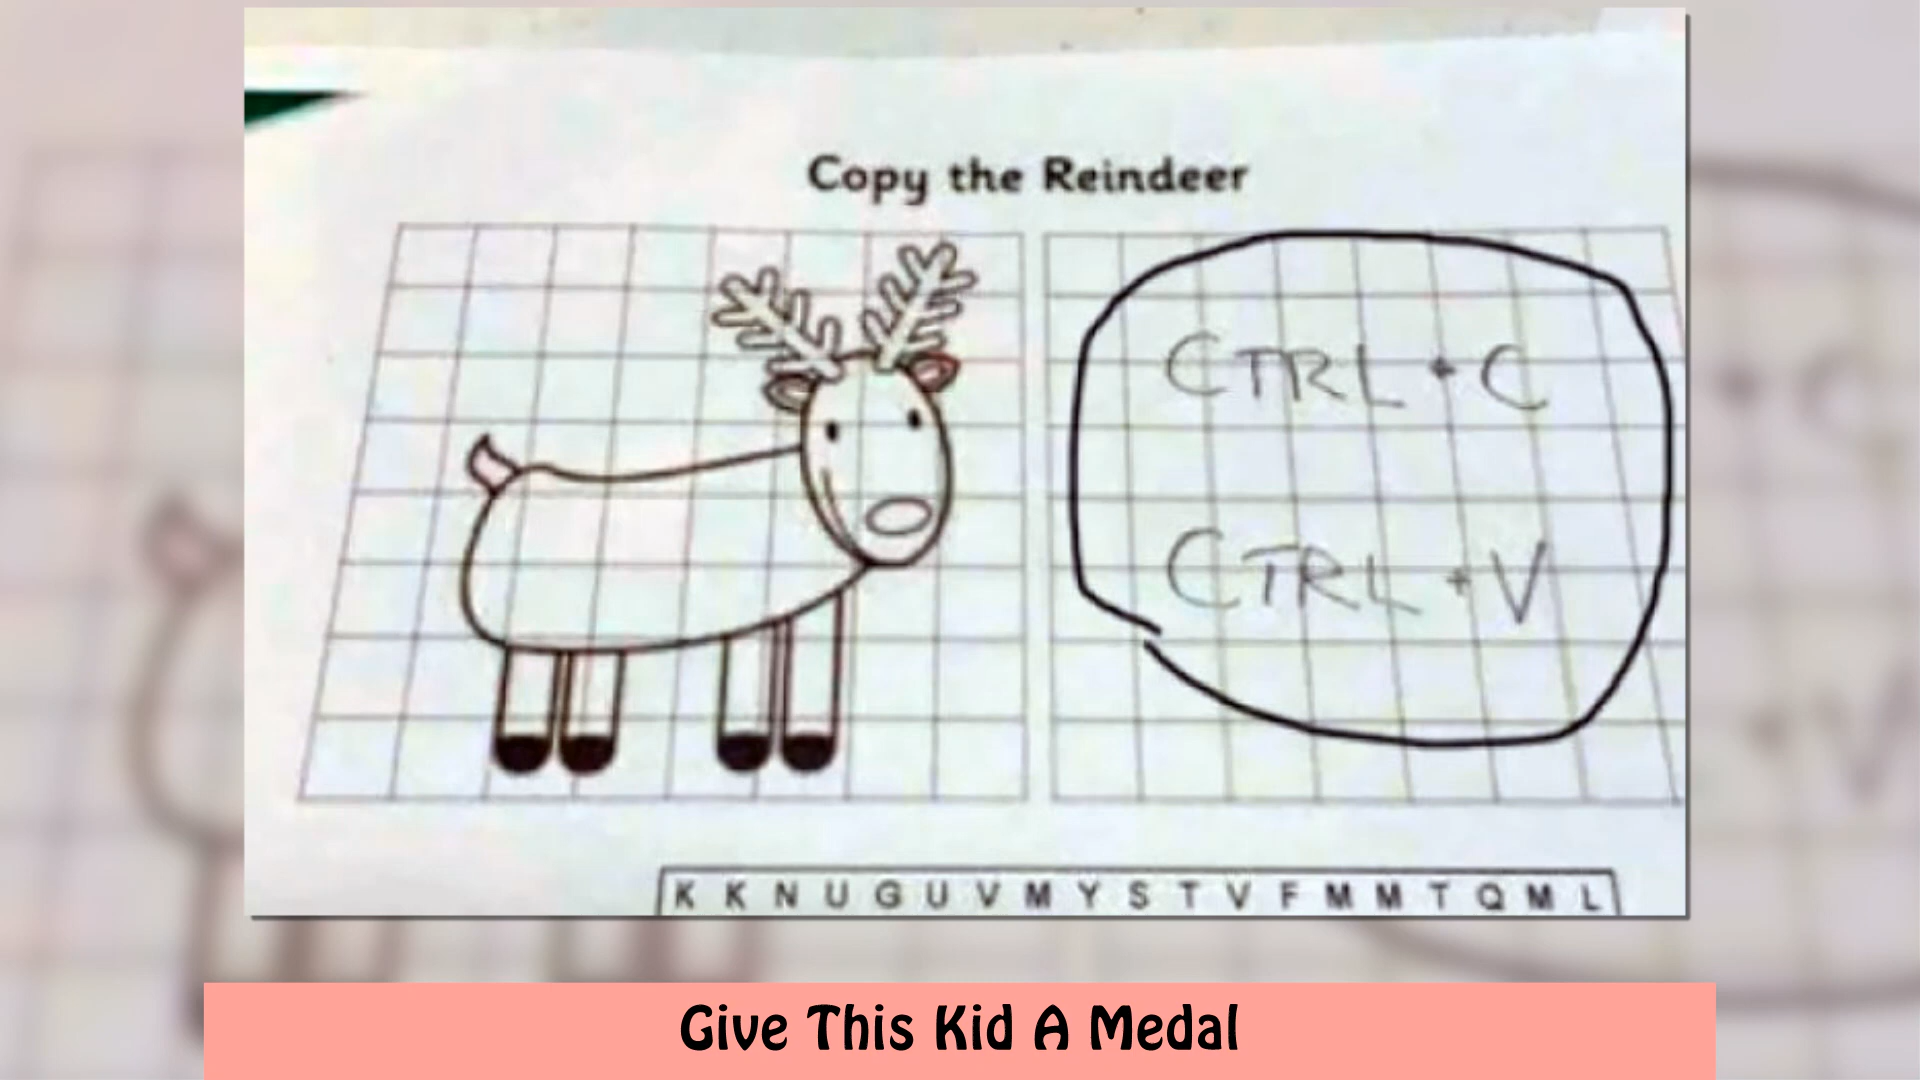 Copy the Reindeer
CTRL + C
CTRL + V
K K N U G U V M Y S T V F M M T Q M L
Give This Kid A Medal